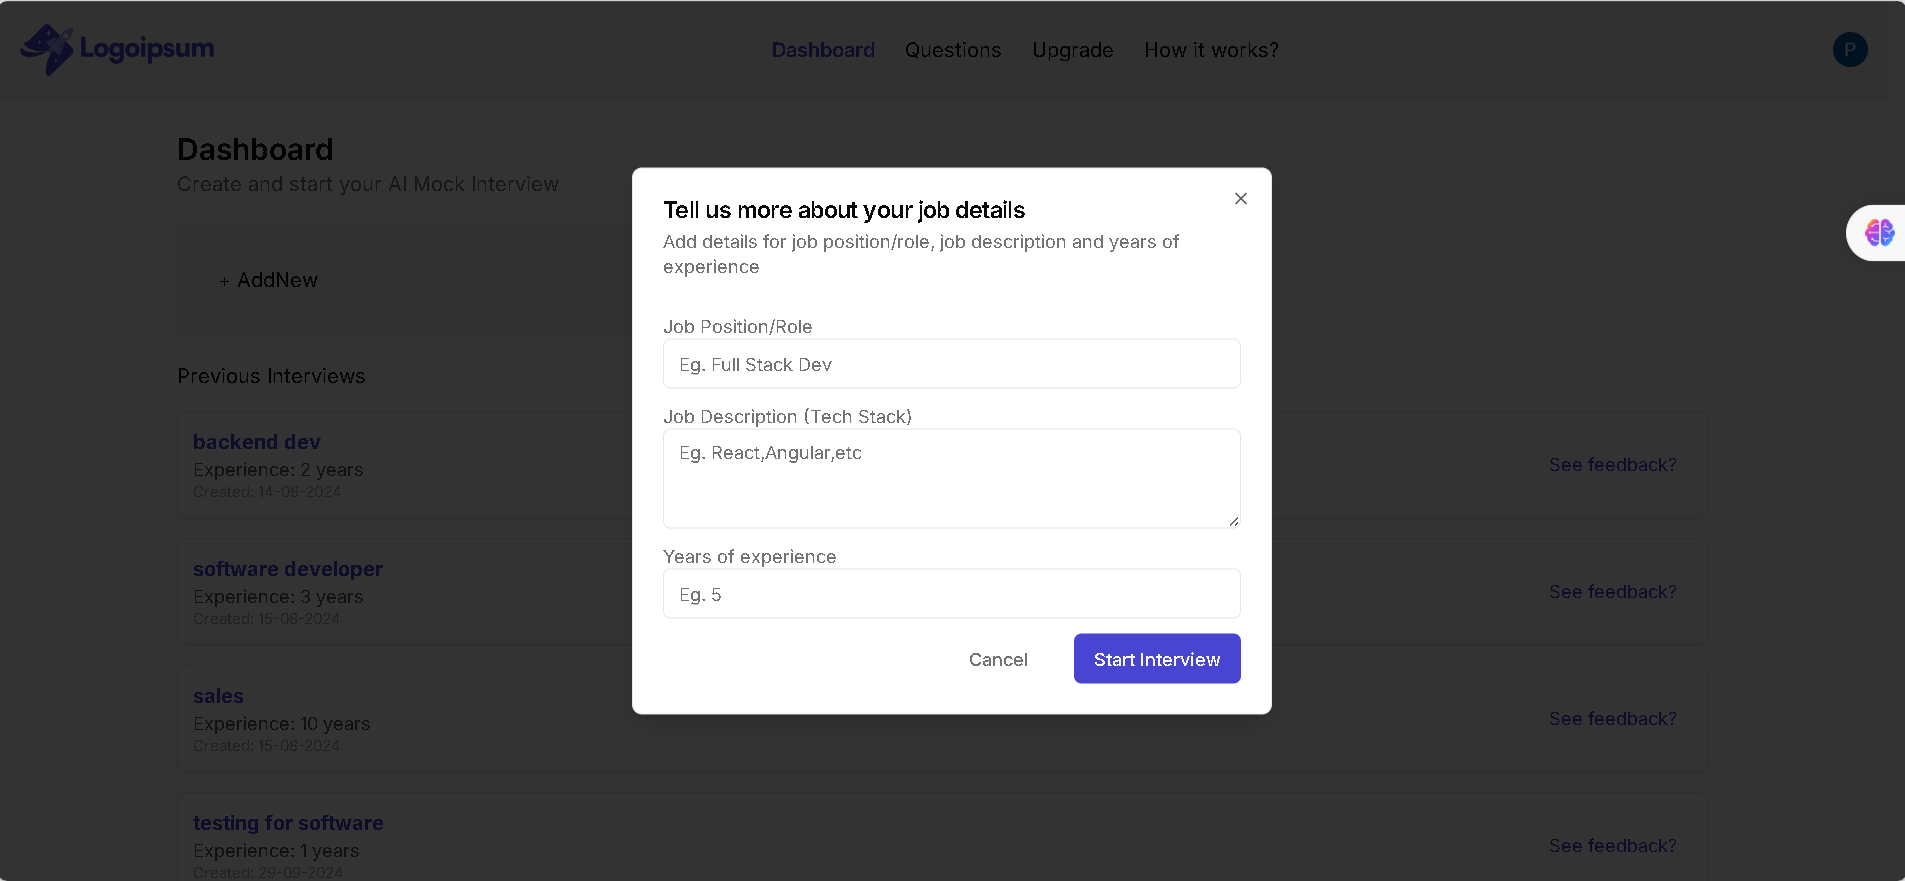 Logoipsum
Dashboard
Questions
Upgrade
How it works?
P
Dashboard
Create and start your AI Mock Interview
+ AddNew
Previous Interviews
backend dev
Experience: 2 years
Created: 14-08-2024
See feedback?
software developer
Experience: 3 years
Created: 15-08-2024
See feedback?
sales
Experience: 10 years
Created: 15-08-2024
See feedback?
testing for software
Experience: 1 years
Created: 29-09-2024
See feedback?
Tell us more about your job details
Add details for job position/role, job description and years of
experience
Job Position/Role
Eg. Full Stack Dev
Job Description (Tech Stack)
Eg. React,Angular,etc
Years of experience
Eg. 5
Cancel
Start Interview